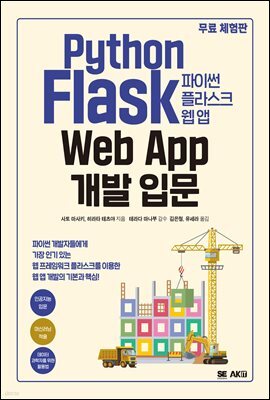 무료 체험판
Python
Flask
파이썬
플라스크
웹 앱
Web App
개발 입문
사토 마사키, 히라타 테츠야 지음 테라다 마나부 감수 김은철, 유세라 옮김
파이썬 개발자들에게
가장 인기 있는
웹 프레임워크 플라스크를 이용한
웹 앱 개발의 기본과 핵심!
인공지능
입문
머신러닝
적용
데이터
과학자를 위한
활용법